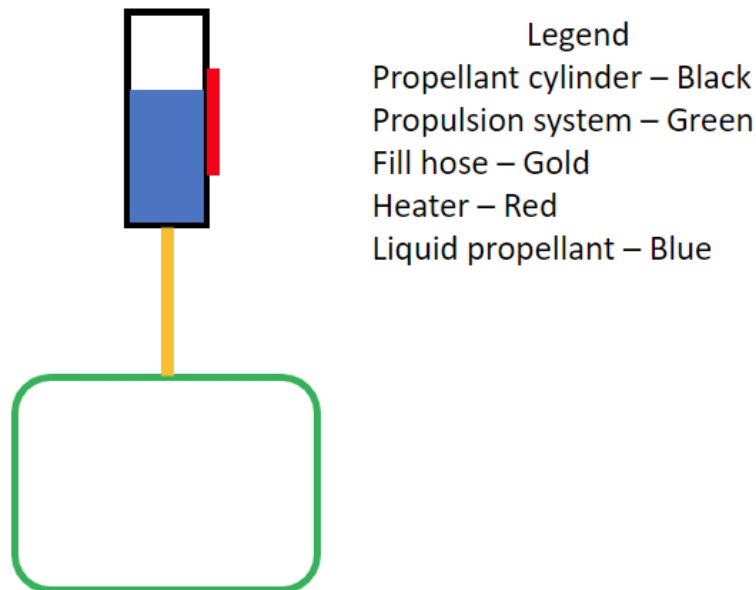 Legend
Propellant cylinder – Black
Propulsion system – Green
Fill hose – Gold
Heater – Red
Liquid propellant – Blue